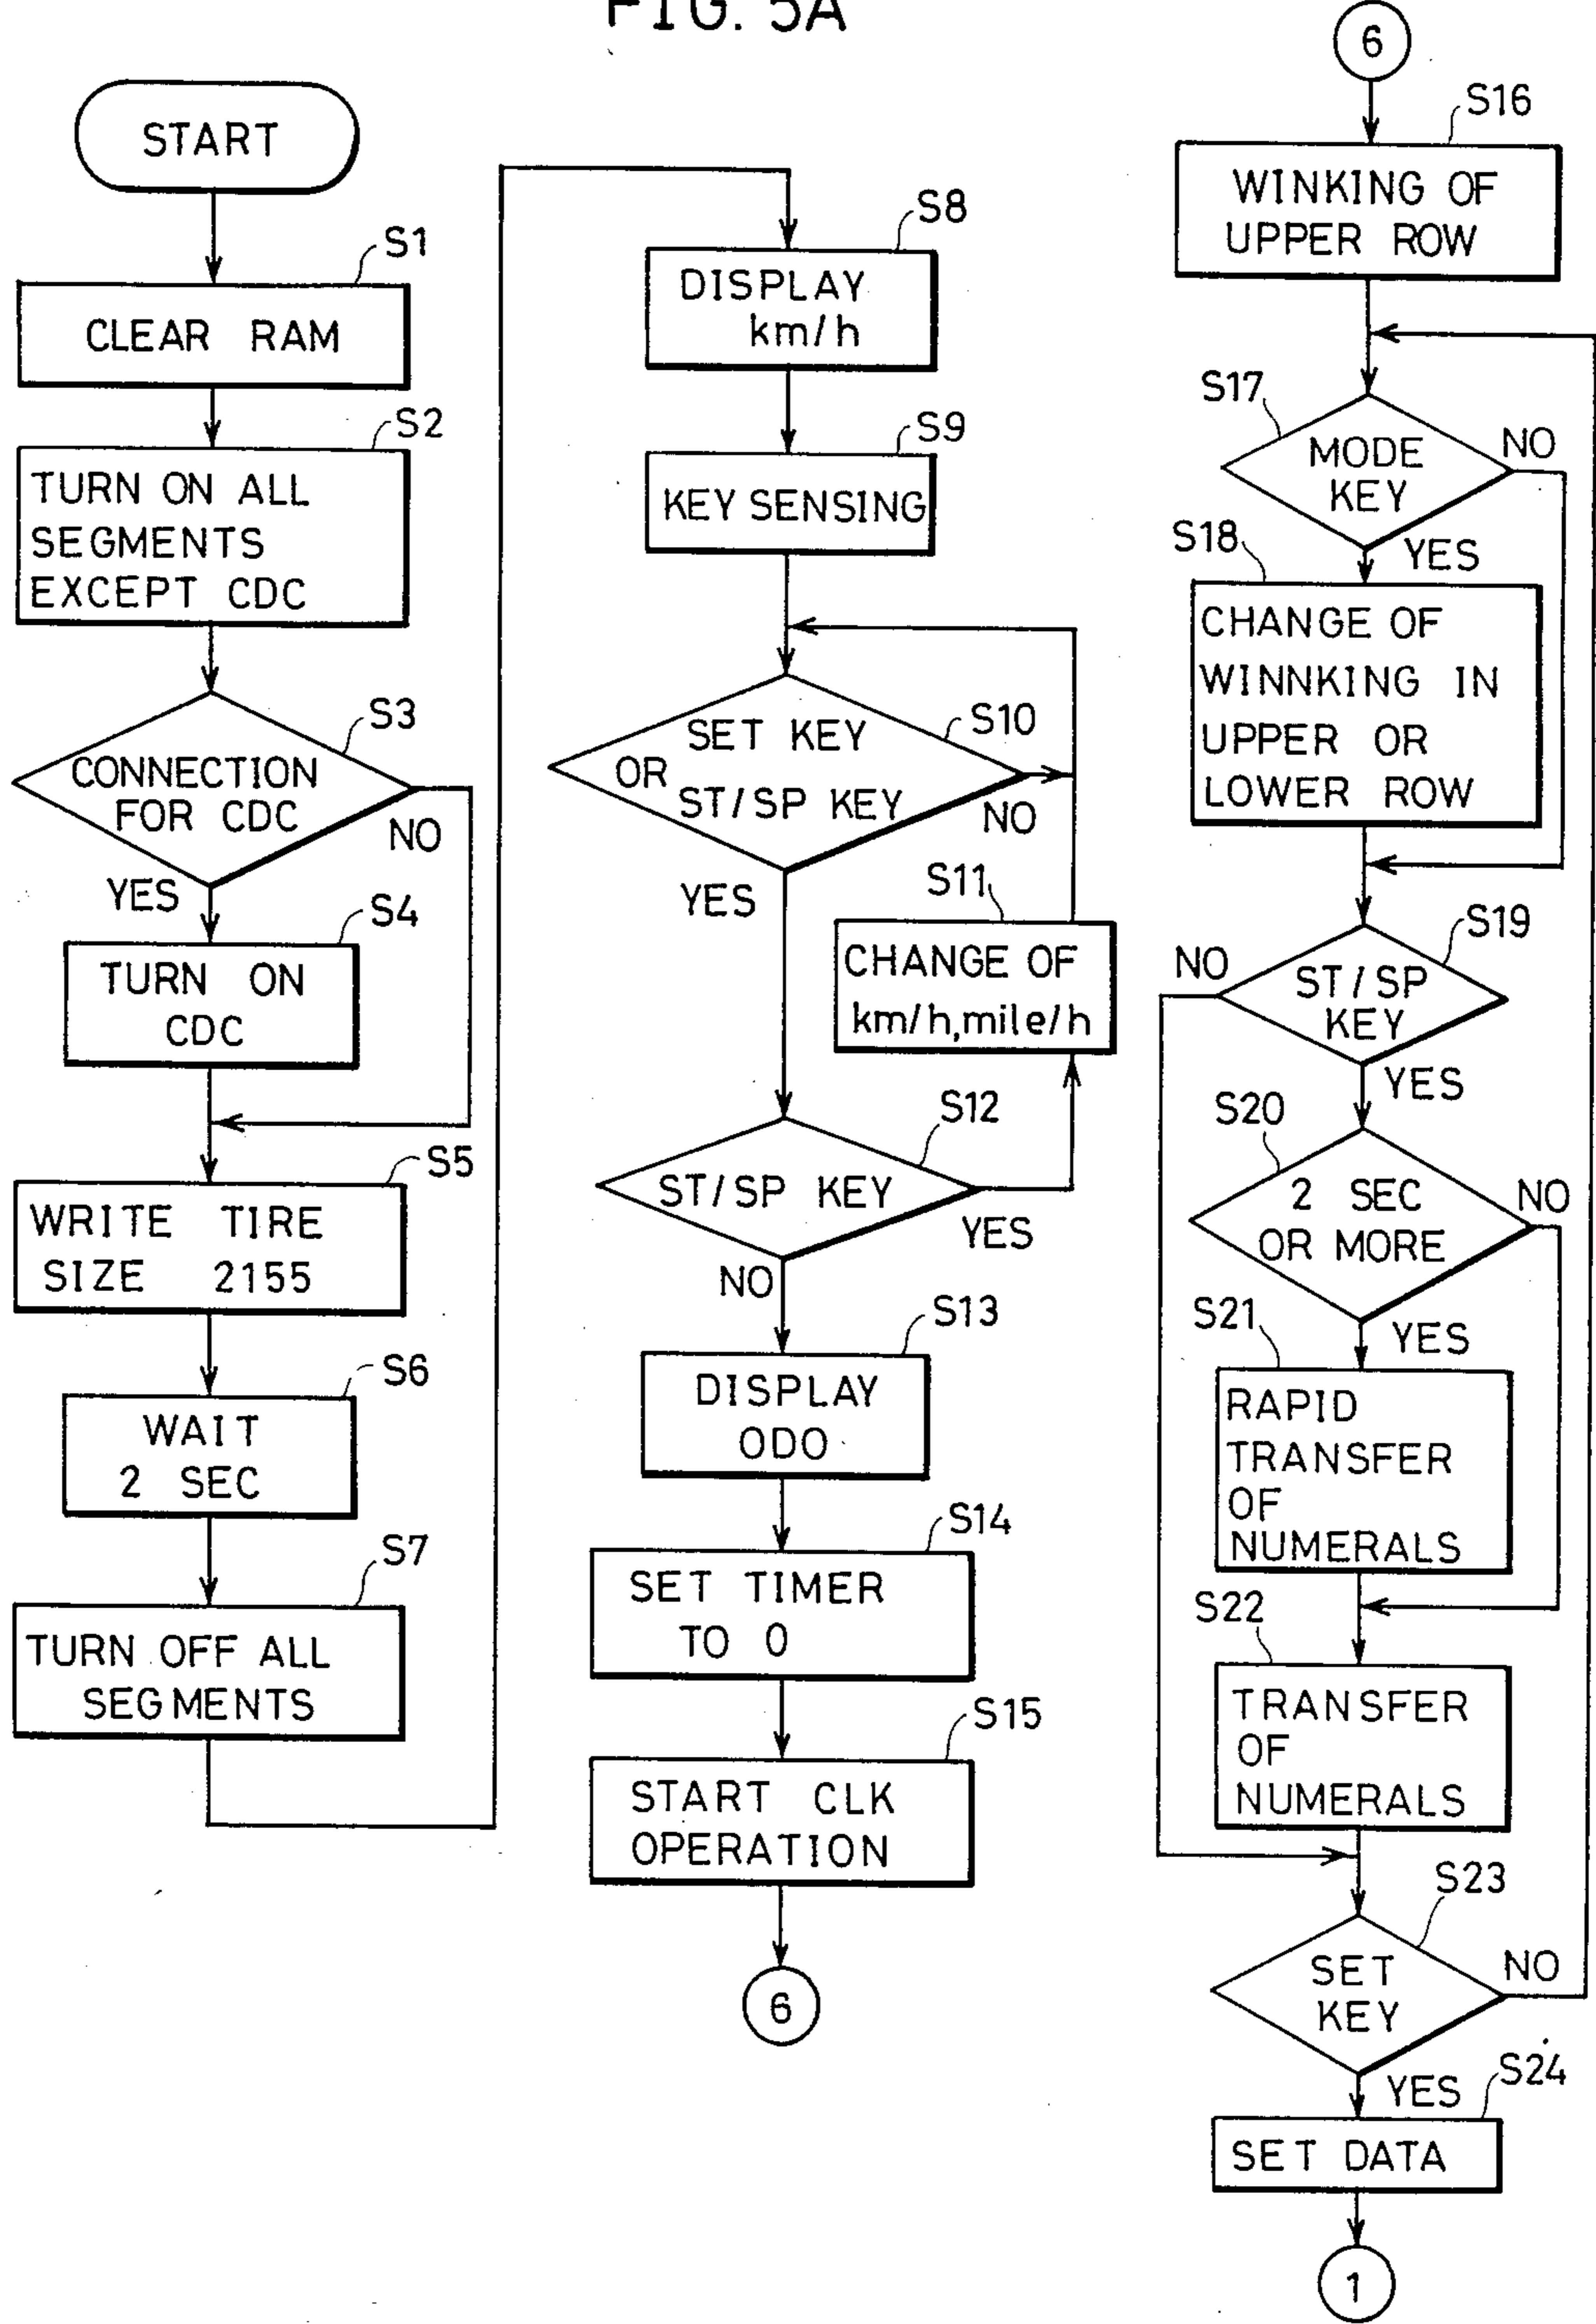 FIG. 5A
START
S1
CLEAR RAM
S2
TURN ON ALL
SEGMENTS
EXCEPT CDC
S3
CONNECTION
FOR CDC
NO
YES
S4
TURN ON
CDC
S5
WRITE TIRE
SIZE 2155
S6
WAIT
2 SEC
S7
TURN OFF ALL
SEGMENTS
S8
DISPLAY
km/h
S9
KEY SENSING
S10
SET KEY
OR
ST/SP KEY
NO
YES
S11
CHANGE OF
km/h,mile/h
S12
ST/SP KEY
YES
NO
S13
DISPLAY
ODO
S14
SET TIMER
TO 0
S15
START CLK
OPERATION
6
6
S16
WINKING OF
UPPER ROW
S17
MODE
KEY
NO
YES
S18
CHANGE OF
WINNKING IN
UPPER OR
LOWER ROW
S19
NO
ST/SP
KEY
YES
S20
2 SEC
OR MORE
NO
YES
S21
RAPID
TRANSFER
OF
NUMERALS
S22
TRANSFER
OF
NUMERALS
S23
SET
KEY
NO
YES
S24
SET DATA
1